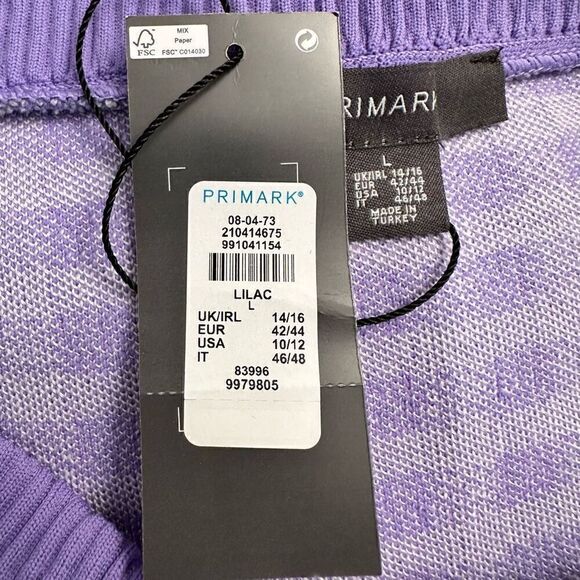 MIX
Paper
FSC
FSC® C014030
PRIMARK®
08-04-73
210414675
991041154
LILAC
L
UK/IRL 14/16
EUR 42/44
USA 10/12
IT 46/48
83996
9979805
PRIMARK
L
UK/IRL 14/16
EUR 42/44
USA 10/12
IT 46/48
MADE IN
TURKEY